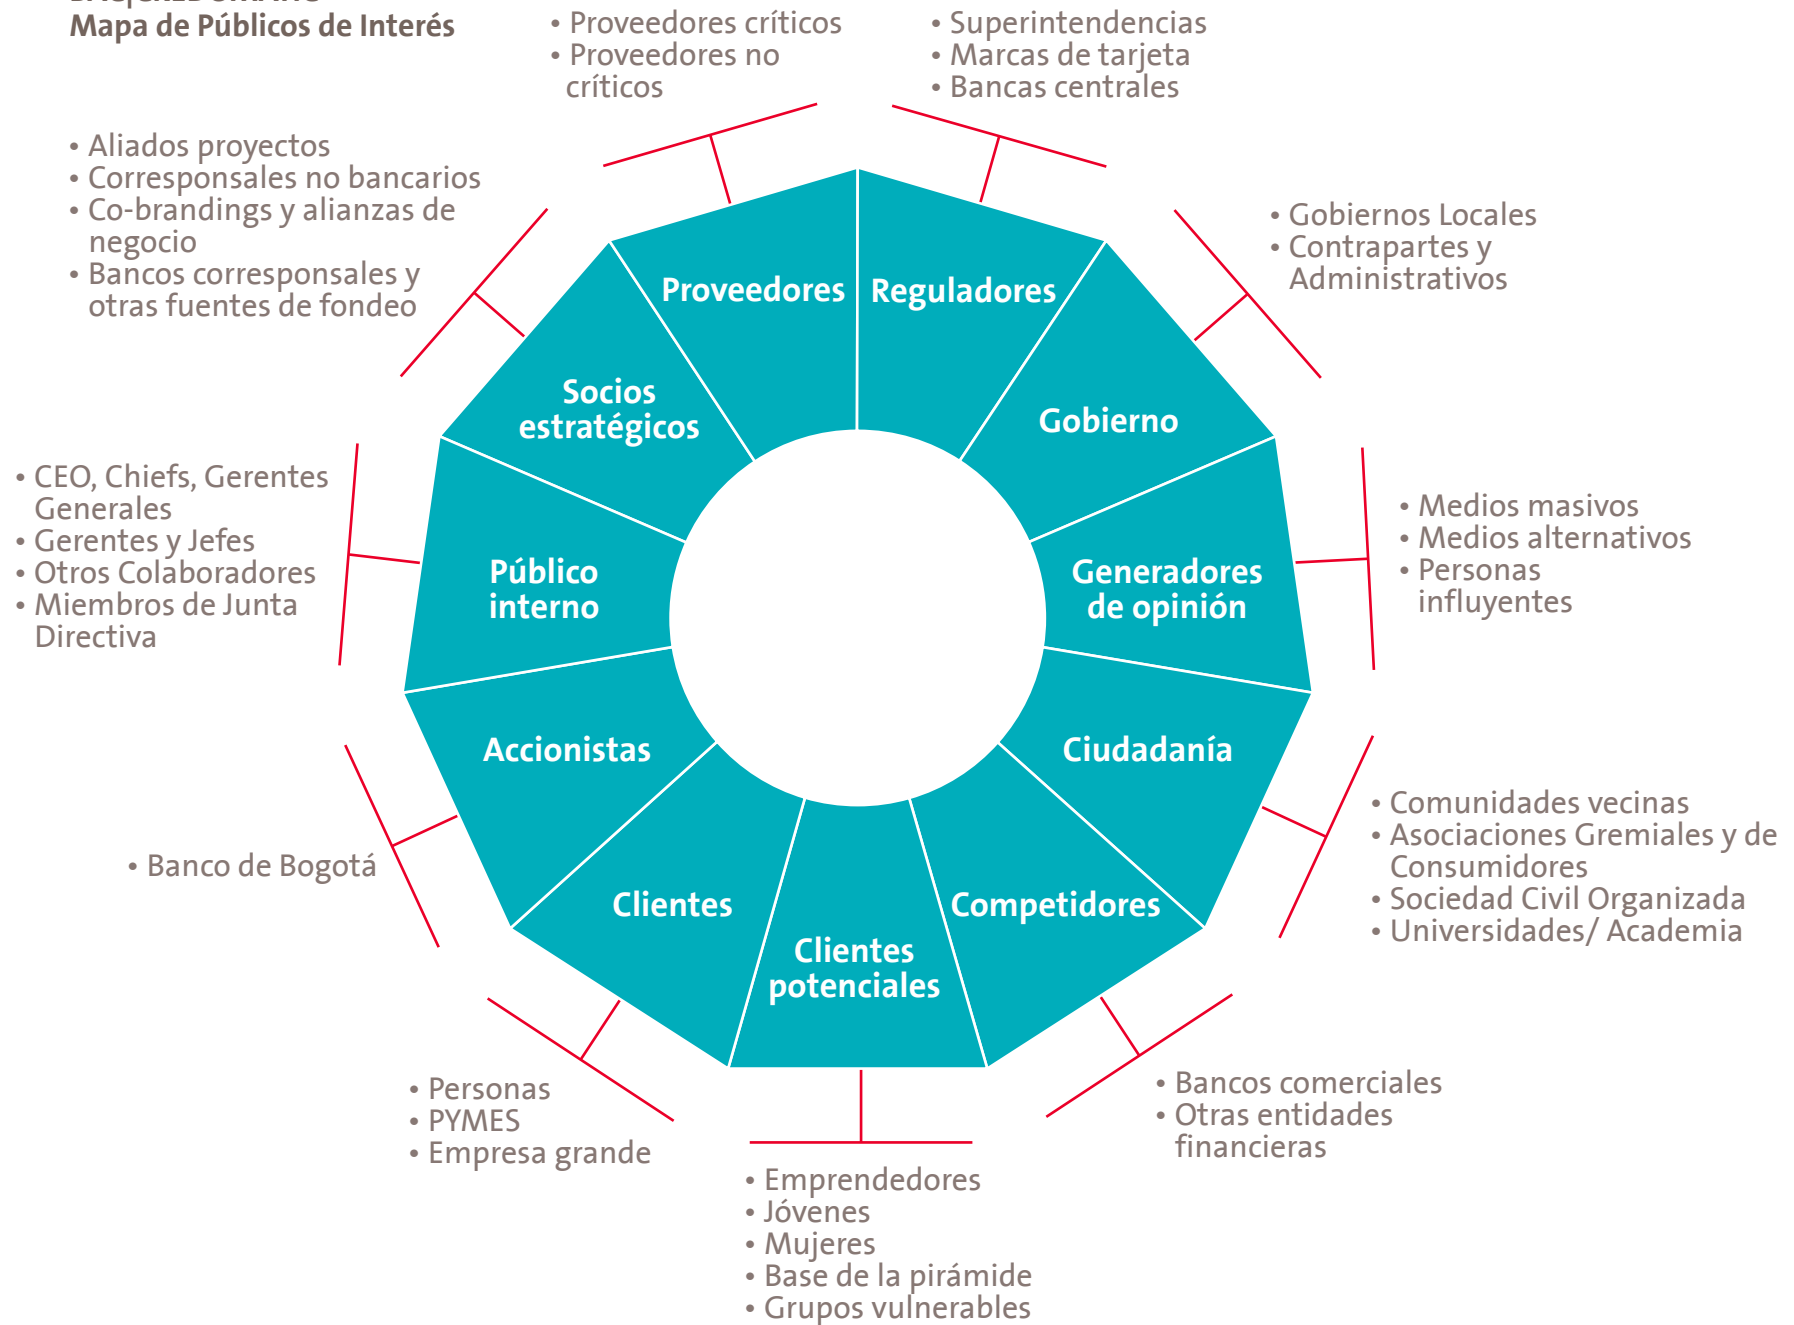 Mapa de Públicos de Interés
• Proveedores críticos
• Proveedores no
críticos
• Superintendencias
• Marcas de tarjeta
• Bancas centrales
• Aliados proyectos
• Corresponsales no bancarios
• Co-brandings y alianzas de
negocio
• Bancos corresponsales y
otras fuentes de fondeo
• Gobiernos Locales
• Contrapartes y
Administrativos
Proveedores
Reguladores
Socios
estratégicos
Gobierno
• CEO, Chiefs, Gerentes
Generales
• Gerentes y Jefes
• Otros Colaboradores
• Miembros de Junta
Directiva
Público
interno
Generadores
de opinión
• Medios masivos
• Medios alternativos
• Personas
influyentes
Accionistas
Ciudadanía
• Banco de Bogotá
• Comunidades vecinas
• Asociaciones Gremiales y de
Consumidores
• Sociedad Civil Organizada
• Universidades/ Academia
Clientes
Clientes
potenciales
Competidores
• Personas
• PYMES
• Empresa grande
• Emprendedores
• Jóvenes
• Mujeres
• Base de la pirámide
• Grupos vulnerables
• Bancos comerciales
• Otras entidades
financieras